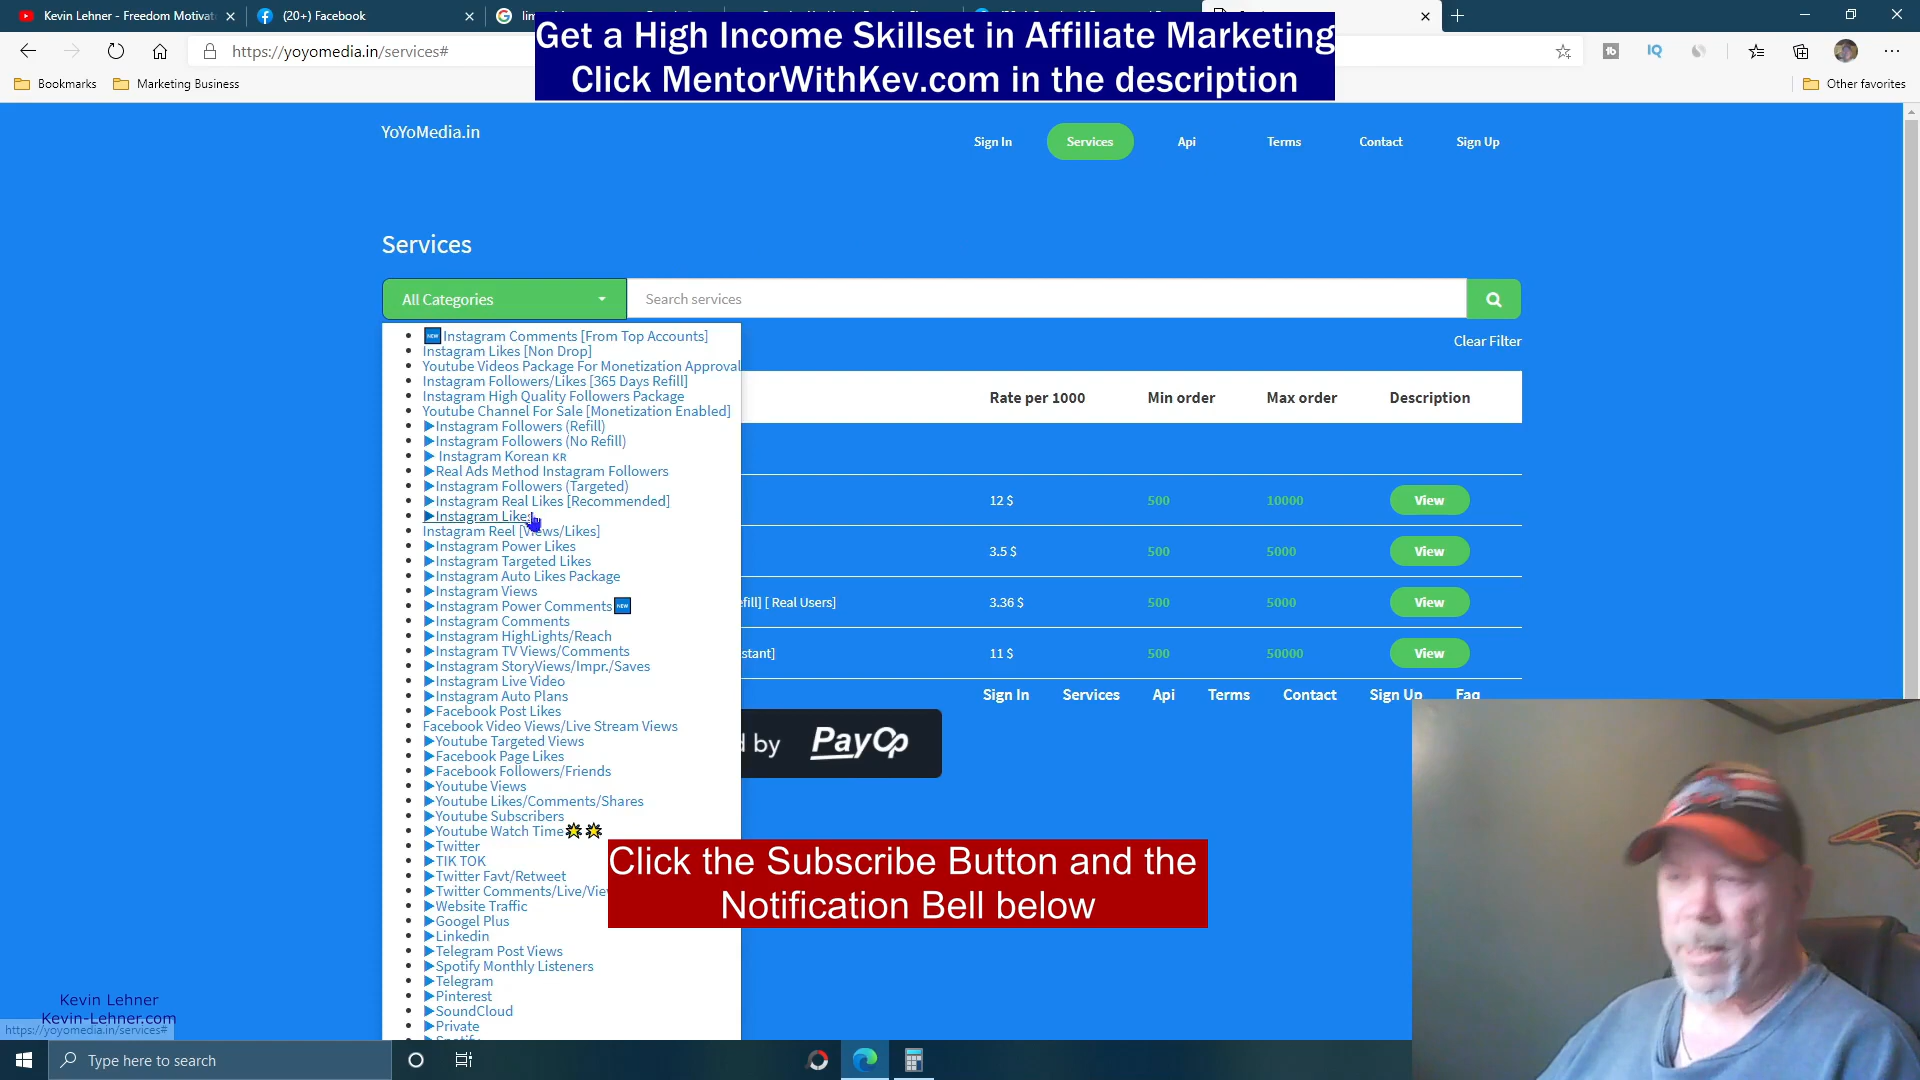 Kevin Lehner - Freedom Motivat
(20+) Facebook
https://yoyomedia.in/services#
Get a High Income Skillset in Affiliate Marketing
Click MentorWithKev.com in the description
Bookmarks
Marketing Business
Other favorites
YoYoMedia.in
Sign In
Services
Api
Terms
Contact
Sign Up
Services
All Categories
Search services
Clear Filter
NEW Instagram Comments [From Top Accounts]
Instagram Likes [Non Drop]
Youtube Videos Package For Monetization Approval
Instagram Followers/Likes [365 Days Refill]
Instagram High Quality Followers Package
Youtube Channel For Sale [Monetization Enabled]
▶Instagram Followers (Refill)
▶Instagram Followers (No Refill)
▶ Instagram Korean KR
▶Real Ads Method Instagram Followers
▶Instagram Followers (Targeted)
▶Instagram Real Likes [Recommended]
▶Instagram Likes
Instagram Reel [Views/Likes]
▶Instagram Power Likes
▶Instagram Targeted Likes
▶Instagram Auto Likes Package
▶Instagram Views
▶Instagram Power Comments NEW
▶Instagram Comments
▶Instagram HighLights/Reach
▶Instagram TV Views/Comments
▶Instagram StoryViews/Impr./Saves
▶Instagram Live Video
▶Instagram Auto Plans
▶Facebook Post Likes
Facebook Video Views/Live Stream Views
▶Youtube Targeted Views
▶Facebook Page Likes
▶Facebook Followers/Friends
▶Youtube Views
▶Youtube Likes/Comments/Shares
▶Youtube Subscribers
▶Youtube Watch Time
▶Twitter
▶TIK TOK
▶Twitter Favt/Retweet
▶Twitter Comments/Live/Vie
▶Website Traffic
▶Googel Plus
▶Linkedin
▶Telegram Post Views
▶Spotify Monthly Listeners
▶Telegram
▶Pinterest
▶SoundCloud
▶Private
Rate per 1000 Min order Max order Description
12 $ 500 10000 View
3.5 $ 500 5000 View
fill] [ Real Users] 3.36 $ 500 5000 View
stant] 11 $ 500 50000 View
Sign In Services Api Terms Contact Sign Up Faq
d by PayOp
Click the Subscribe Button and the
Notification Bell below
Kevin Lehner
Kevin-Lehner.com
https://yoyomedia.in/services#
Type here to search